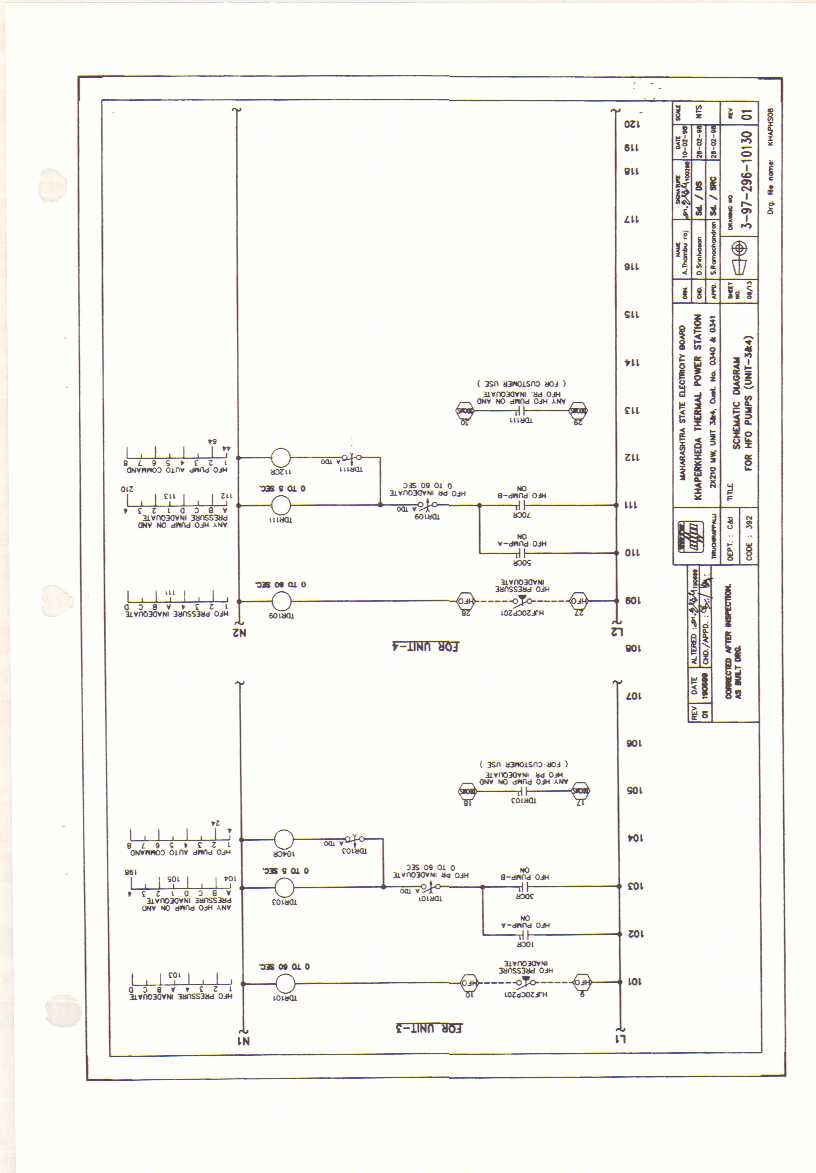 FOR UNIT-3
L1
N1
101
102
103
104
105
106
107
9
HFO
HJF20CP201
HFO PRESSURE
INADEQUATE
HFO
10
TDR101
0 TO 60 SEC.
HFO PRESSURE INADEQUATE
1 2 3 4 A B C D
103
10CR
HFO PUMP-A
ON
30CR
HFO PUMP-B
ON
TDR101
A TDO
HFO PR INADEQUATE
0 TO 60 SEC
TDR103
0 TO 5 SEC.
ANY HFO PUMP ON AND
PRESSURE INADEQUATE
A B C D 1 2 3 4
104
105
198
TDR103
A TDO
104CR
HFO PUMP AUTO COMMAND
1 2 3 4 5 6 7 8
4
24
17
TDR103
18
ANY HFO PUMP ON AND
HFO PR INADEQUATE
( FOR CUSTOMER USE )
FOR UNIT-4
L2
N2
108
109
110
111
112
113
114
115
116
117
118
119
120
27
HFO
HJF20CP201
HFO PRESSURE
INADEQUATE
HFO
28
TDR109
0 TO 60 SEC.
HFO PRESSURE INADEQUATE
1 2 3 4 A B C D
111
50CR
HFO PUMP-A
ON
70CR
HFO PUMP-B
ON
TDR109
A TDO
HFO PR INADEQUATE
0 TO 60 SEC
TDR111
0 TO 5 SEC.
ANY HFO PUMP ON AND
PRESSURE INADEQUATE
A B C D 1 2 3 4
112
113
210
TDR111
A TDO
112CR
HFO PUMP AUTO COMMAND
1 2 3 4 5 6 7 8
44
64
29
TDR111
30
ANY HFO PUMP ON AND
HFO PR. INADEQUATE
( FOR CUSTOMER USE )
REV DATE ALTERED :
01 190698 CHD./APPD. :
CORRECTED AFTER INSPECTION.
AS BUILT DRG.
TIRUCHIRAPPALLI
DEPT. : C&I
CODE : 392
MAHARASHTRA STATE ELECTRICITY BOARD
KHAPERKHEDA THERMAL POWER STATION
2X210 MW, UNIT 3&4, Cust. No. 0340 & 0341
TITLE
SCHEMATIC DIAGRAM
FOR HFO PUMPS (UNIT-3&4)
NAME SIGNATURE DATE SCALE
DRN. A.Thambu raj 10-02-98 NTS
CHD. D.Srinivasan Sd. / DS 28-02-98
APPD. S.Ramachandran Sd. / SRC 28-02-98
SHEET NO.
08/13
DRAWING NO
3-97-296-10130
REV
01
Drg. file name: KHAPHS08